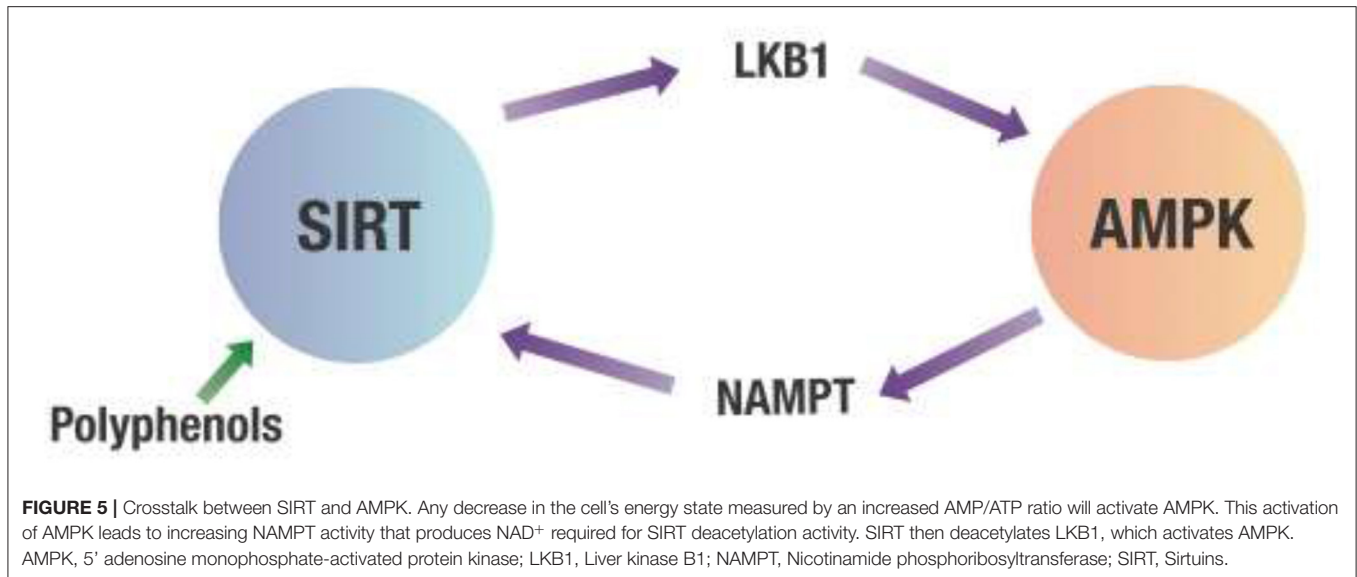 LKB1
SIRT
AMPK
NAMPT
Polyphenols
FIGURE 5 | Crosstalk between SIRT and AMPK. Any decrease in the cell's energy state measured by an increased AMP/ATP ratio will activate AMPK. This activation
of AMPK leads to increasing NAMPT activity that produces NAD⁺ required for SIRT deacetylation activity. SIRT then deacetylates LKB1, which activates AMPK.
AMPK, 5' adenosine monophosphate-activated protein kinase; LKB1, Liver kinase B1; NAMPT, Nicotinamide phosphoribosyltransferase; SIRT, Sirtuins.